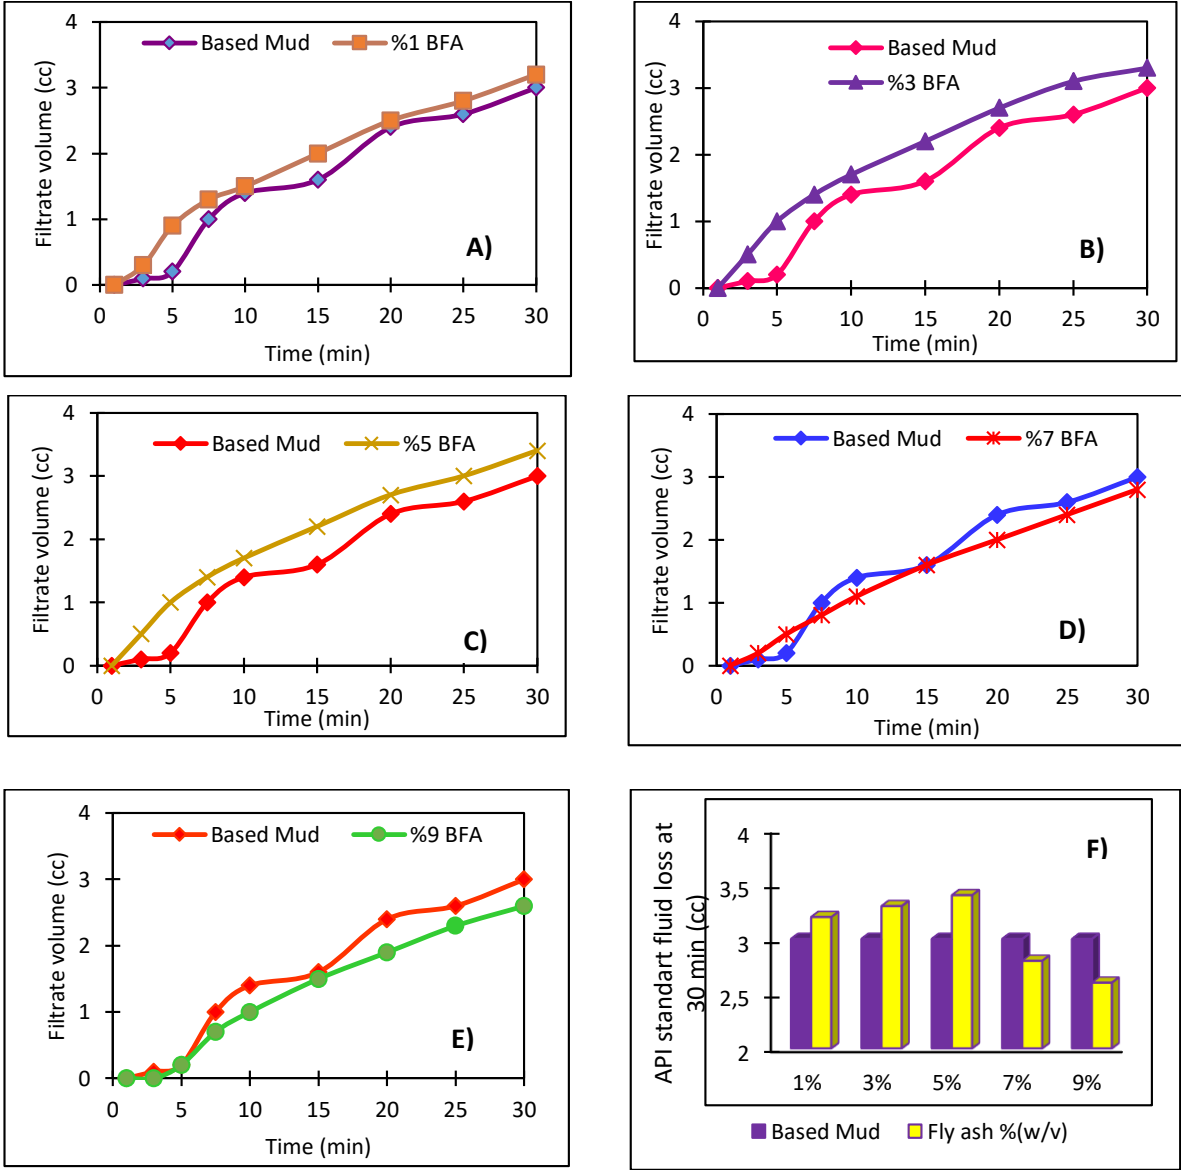 4
Based Mud %1 BFA
3
2
1
0
Filtrate volume (cc)
A)
0 5 10 15 20 25 30
Time (min)
4
Based Mud
%3 BFA
3
2
1
0
Filtrate volume (cc)
B)
0 5 10 15 20 25 30
Time (min)
4
Based Mud %5 BFA
3
2
1
0
Filtrate volume (cc)
C)
0 5 10 15 20 25 30
Time (min)
4
Based Mud %7 BFA
3
2
1
0
Filtrate volume (cc)
D)
0 5 10 15 20 25 30
Time (min)
4
Based Mud %9 BFA
3
2
1
0
Filtrate volume (cc)
E)
0 5 10 15 20 25 30
Time (min)
F)
4
3,5
3
2,5
2
API standart fluid loss at
30 min (cc)
1% 3% 5% 7% 9%
Based Mud Fly ash %(w/v)